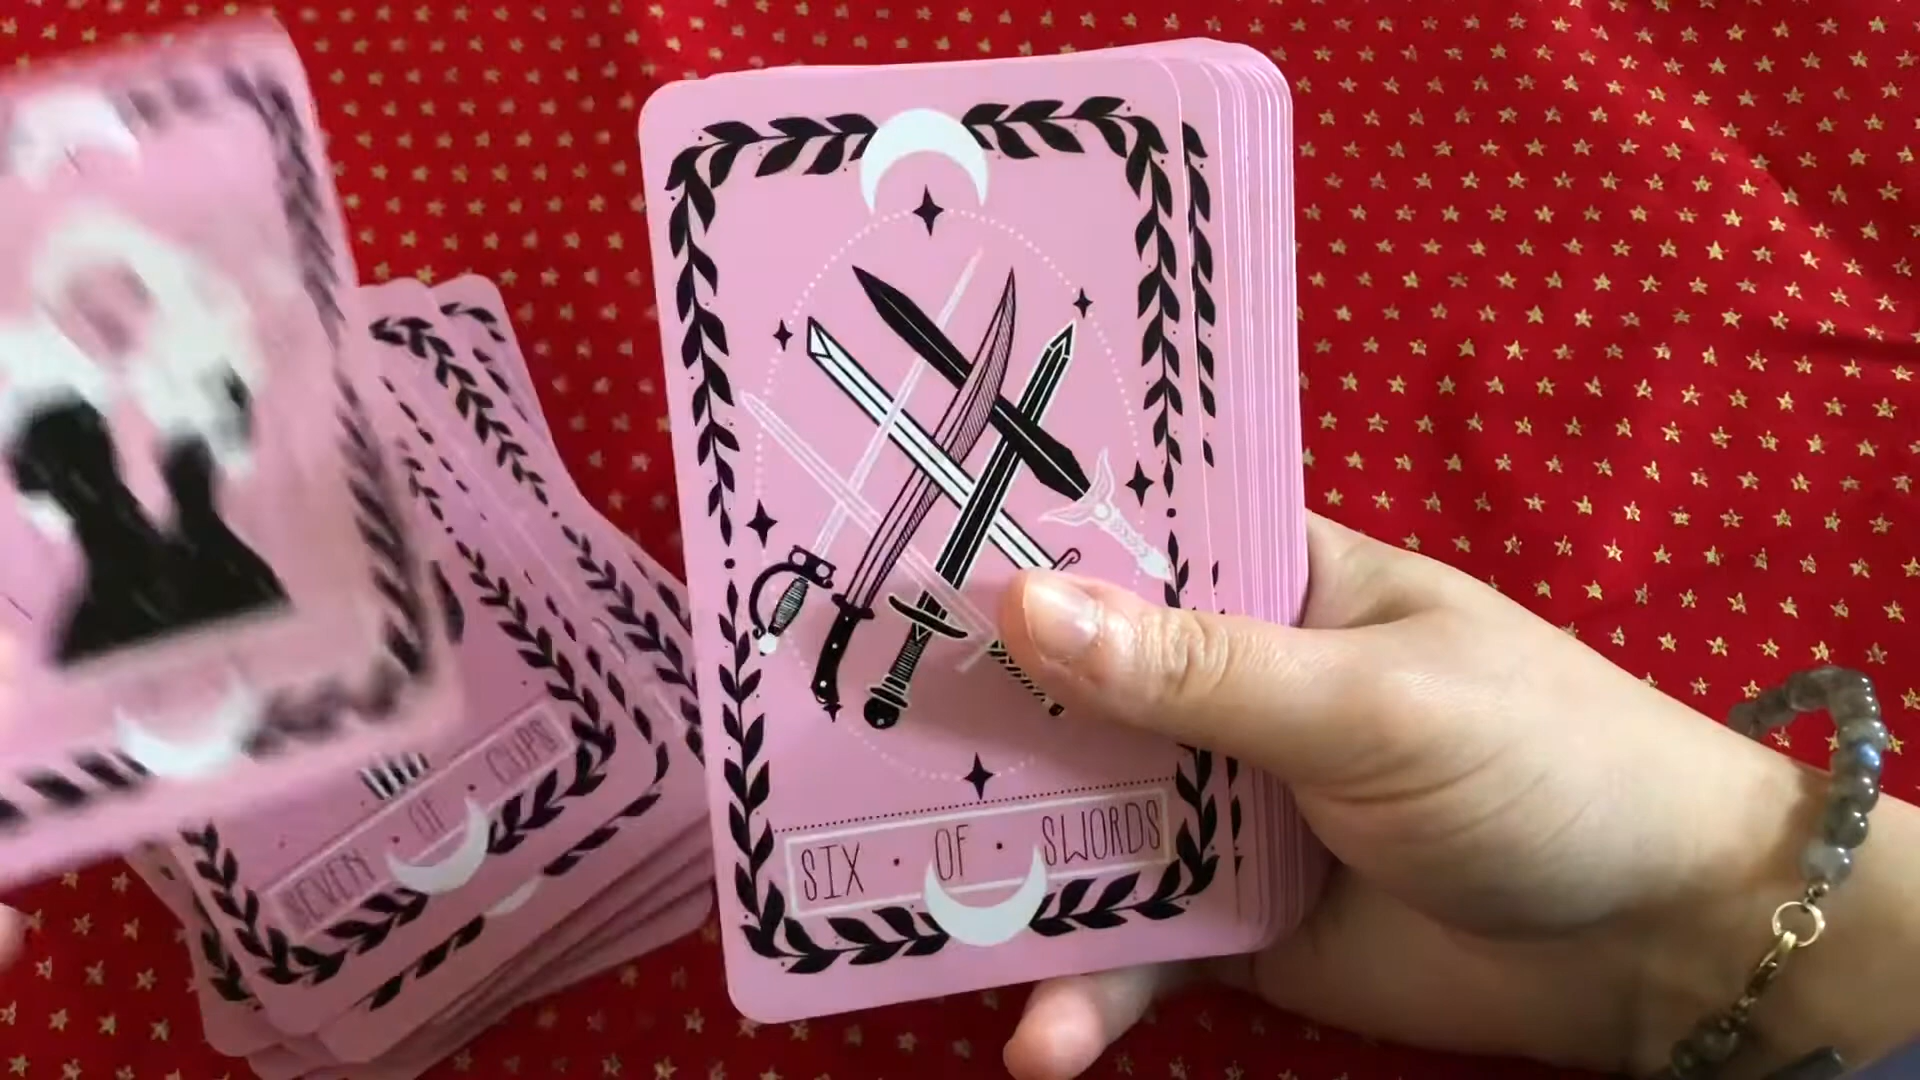 SIX · OF · SWORDS
SEVEN · OF · CUPS